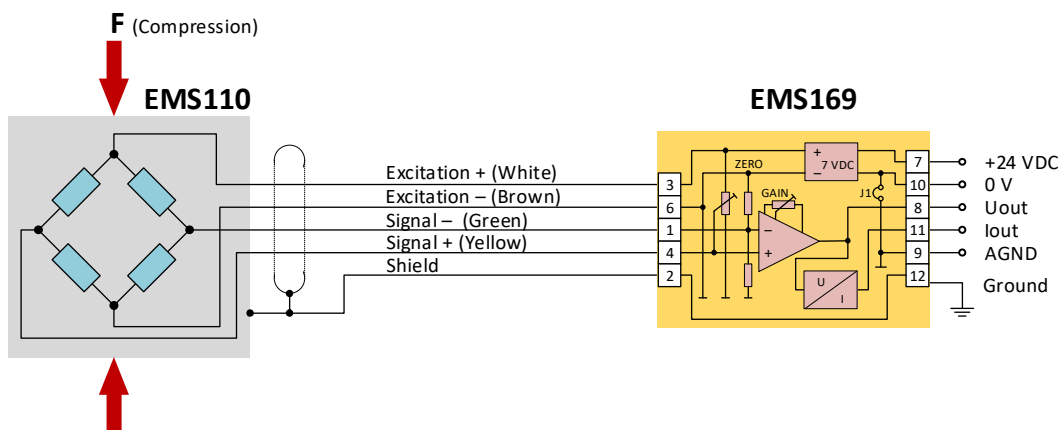 F (Compression)
EMS110
EMS169
Excitation + (White)
Excitation – (Brown)
Signal – (Green)
Signal + (Yellow)
Shield
3
6
1
4
2
ZERO
GAIN
+
7 VDC
–
J1
–
+
U
I
7
10
8
11
9
12
+24 VDC
0 V
Uout
Iout
AGND
Ground